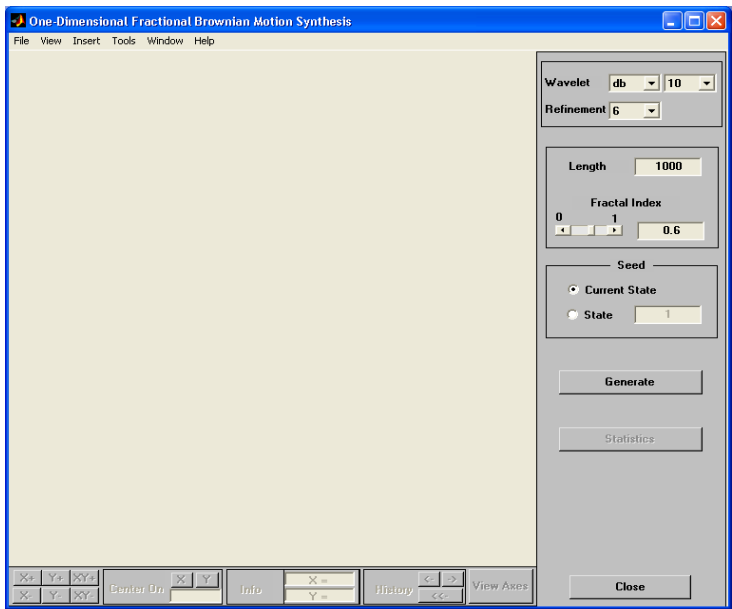 One-Dimensional Fractional Brownian Motion Synthesis
File View Insert Tools Window Help
Wavelet db 10
Refinement 6
Length 1000
Fractal Index
0 1
0.6
Seed
Current State
State 1
Generate
Statistics
X+ Y+ XY+
X- Y- XY-
Center On X Y
Info X =
Y =
History <- ->
<<-
View Axes
Close